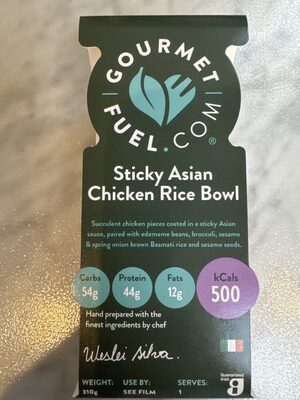 GOURMET
FUEL.COM®
Sticky Asian
Chicken Rice Bowl
Succulent chicken pieces coated in a sticky Asian
sauce, paired with edamame beans, broccoli, sesame
& spring onion brown Basmati rice and sesame seeds.
Carbs
54g
Protein
44g
Fats
12g
kCals
500
Hand prepared with the
finest ingredients by chef
Weslei Silva.
Guaranteed
WEIGHT:
310g
USE BY:
SEE FILM
SERVES:
1